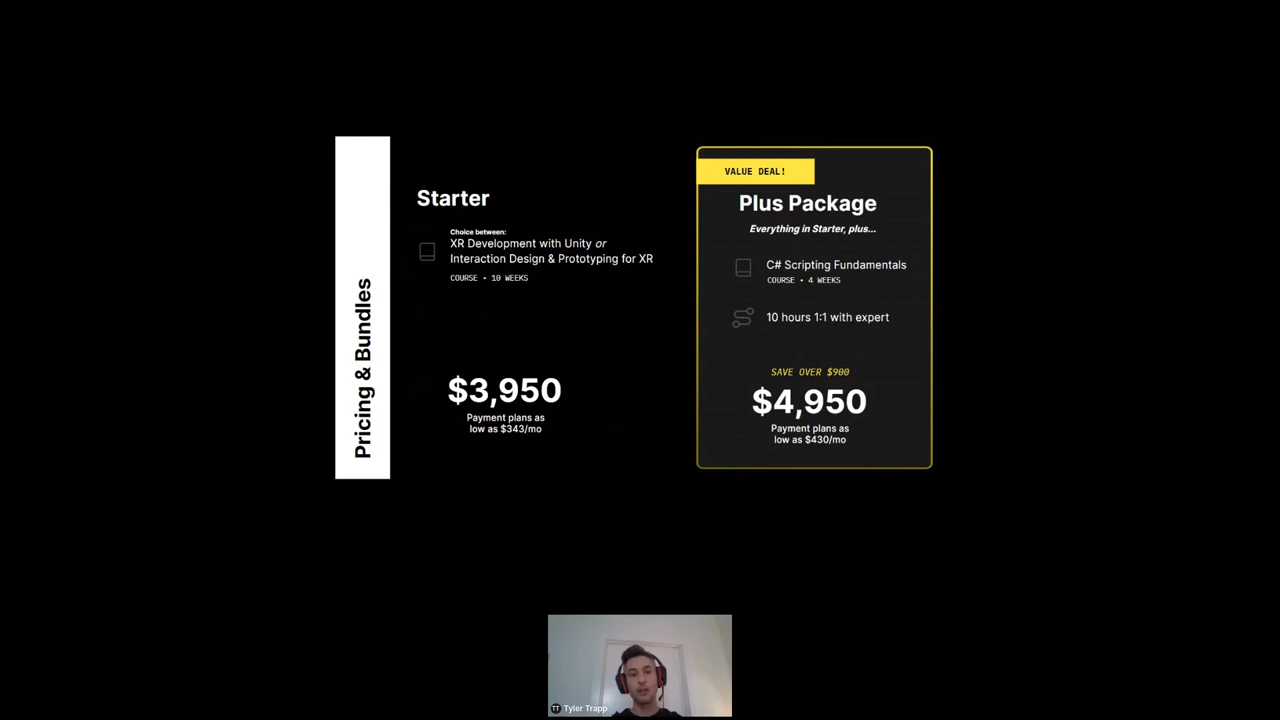 Pricing & Bundles
Starter
Choice between:
XR Development with Unity or
Interaction Design & Prototyping for XR
COURSE • 10 WEEKS
$3,950
Payment plans as
low as $343/mo
VALUE DEAL!
Plus Package
Everything in Starter, plus...
C# Scripting Fundamentals
COURSE • 4 WEEKS
10 hours 1:1 with expert
SAVE OVER $900
$4,950
Payment plans as
low as $430/mo
TT Tyler Trapp